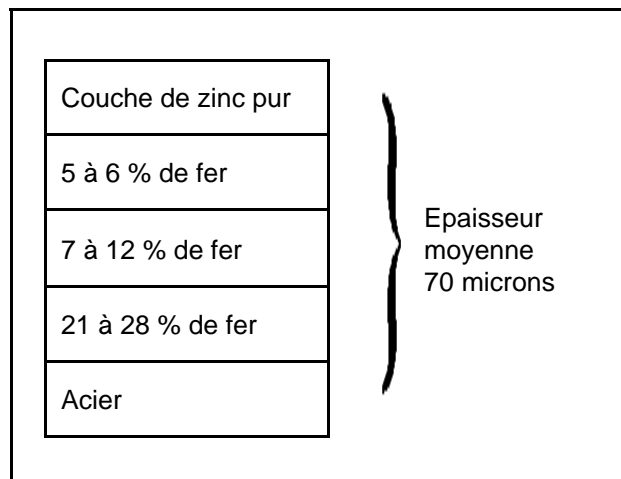 Couche de zinc pur
5 à 6 % de fer
7 à 12 % de fer
21 à 28 % de fer
Acier
Epaisseur
moyenne
70 microns